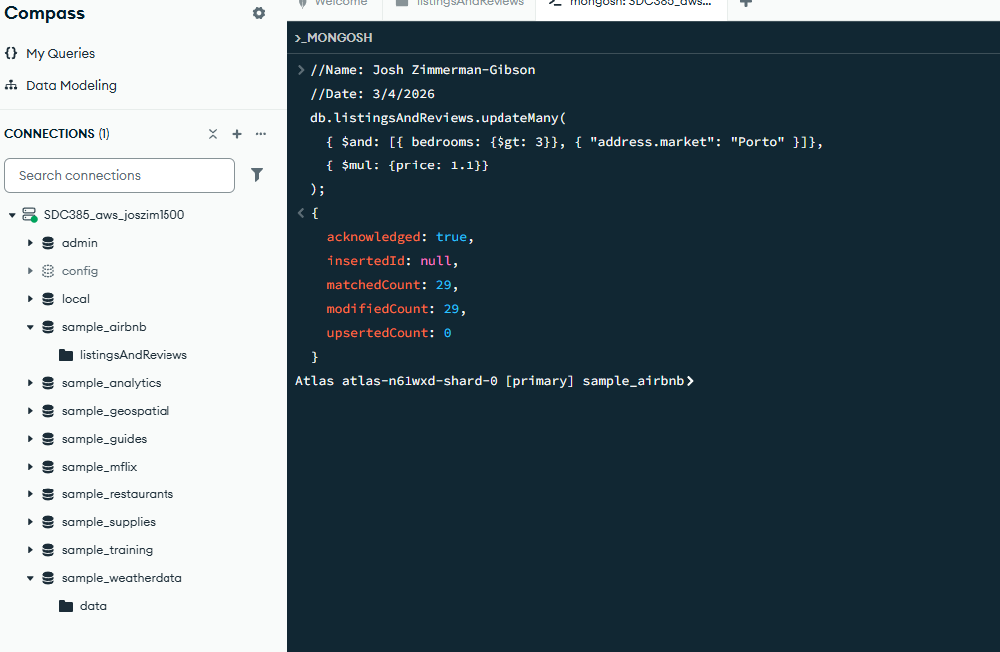 Compass
My Queries
Data Modeling
CONNECTIONS (1)
Search connections
SDC385_aws_joszim1500
admin
config
local
sample_airbnb
listingsAndReviews
sample_analytics
sample_geospatial
sample_guides
sample_mflix
sample_restaurants
sample_supplies
sample_training
sample_weatherdata
data
Welcome
listingsAndReviews
mongosh: SDC385_aws...
>_MONGOSH
//Name: Josh Zimmerman-Gibson
//Date: 3/4/2026
db.listingsAndReviews.updateMany(
{ $and: [{ bedrooms: {$gt: 3}}, { "address.market": "Porto" }]},
{ $mul: {price: 1.1}}
);
{
acknowledged: true,
insertedId: null,
matchedCount: 29,
modifiedCount: 29,
upsertedCount: 0
}
Atlas atlas-n61wxd-shard-0 [primary] sample_airbnb>